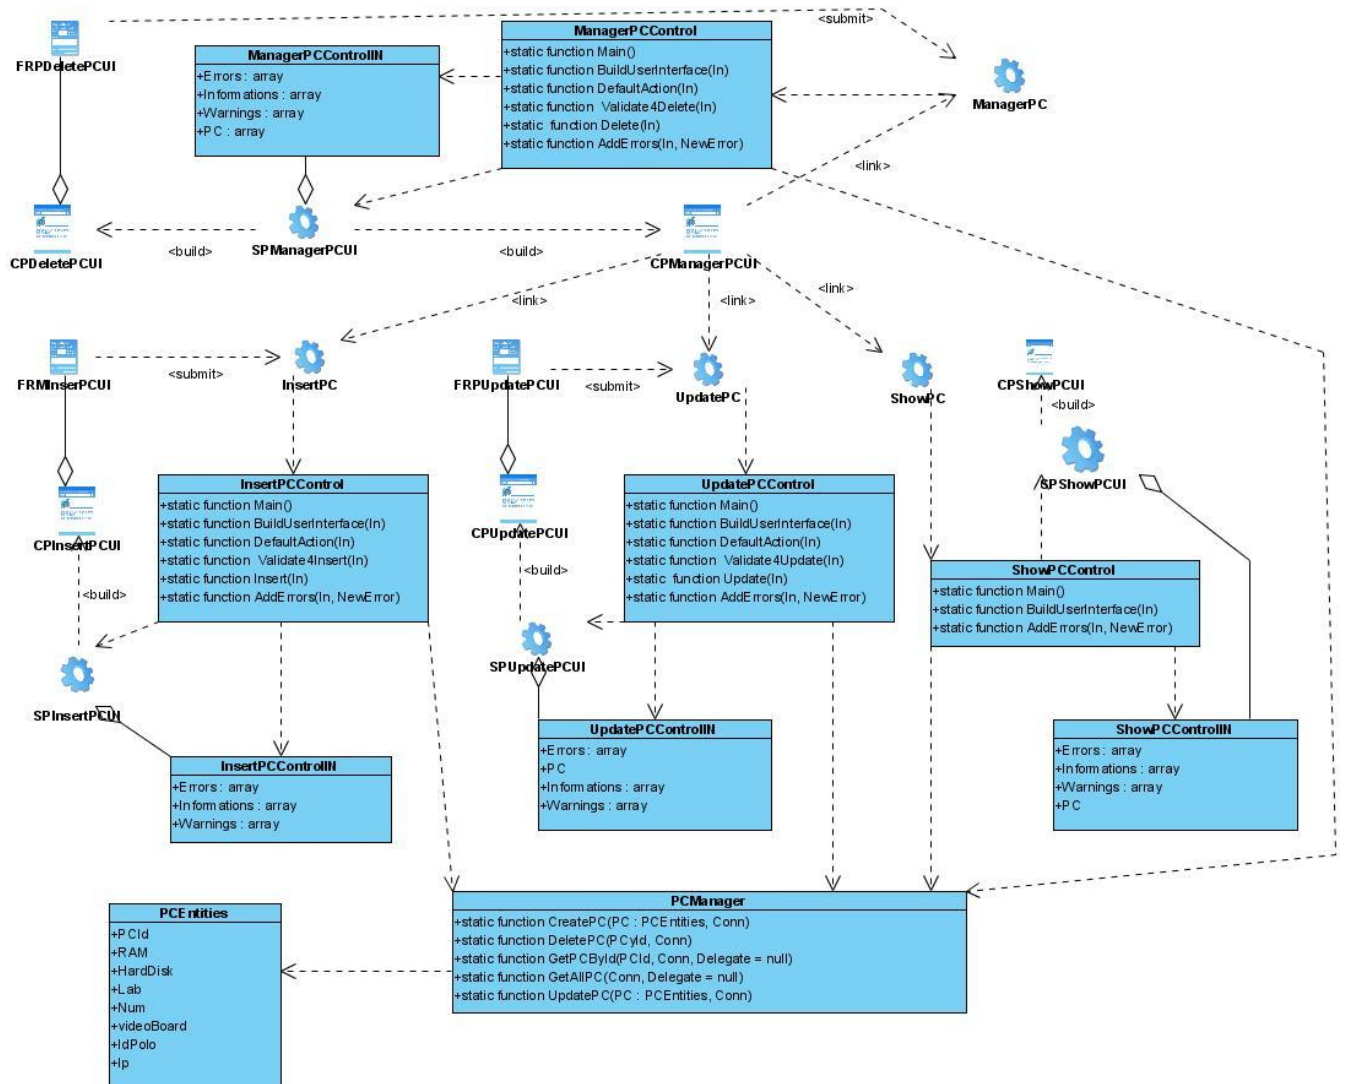 <submit>
FRPDeletePCUI
ManagerPCControlIN
+Errors : array
+Informations : array
+Warnings : array
+PC : array
ManagerPCControl
+static function Main()
+static function BuildUserInterface(In)
+static function DefaultAction(In)
+static function Validate4Delete(In)
+static function Delete(In)
+static function AddErrors(In, NewError)
ManagerPC
<link>
CPDeletePCUI
<build>
SPManagerPCUI
<build>
CPManagerPCUI
<link>
<link>
<link>
FRMInserPCUI
<submit>
InsertPC
FRPUpdatePCUI
<submit>
UpdatePC
ShowPC
CPShowPCUI
<build>
SPShowPCUI
CPInsertPCUI
<build>
InsertPCControl
+static function Main()
+static function BuildUserInterface(In)
+static function DefaultAction(In)
+static function Validate4Insert(In)
+static function Insert(In)
+static function AddErrors(In, NewError)
CPUpdatePCUI
<build>
UpdatePCControl
+static function Main()
+static function BuildUserInterface(In)
+static function DefaultAction(In)
+static function Validate4Update(In)
+static function Update(In)
+static function AddErrors(In, NewError)
ShowPCControl
+static function Main()
+static function BuildUserInterface(In)
+static function AddErrors(In, NewError)
SPInsertPCUI
SPUpdatePCUI
InsertPCControlIN
+Errors : array
+Informations : array
+Warnings : array
UpdatePCControlIN
+Errors : array
+PC
+Informations : array
+Warnings : array
ShowPCControlIN
+Errors : array
+Informations : array
+Warnings : array
+PC
PCEntities
+PCId
+RAM
+HardDisk
+Lab
+Num
+videoBoard
+IdPolo
+Ip
PCManager
+static function CreatePC(PC : PCEntities, Conn)
+static function DeletePC(PCyId, Conn)
+static function GetPCById(PCId, Conn, Delegate = null)
+static function GetAllPC(Conn, Delegate = null)
+static function UpdatePC(PC : PCEntities, Conn)